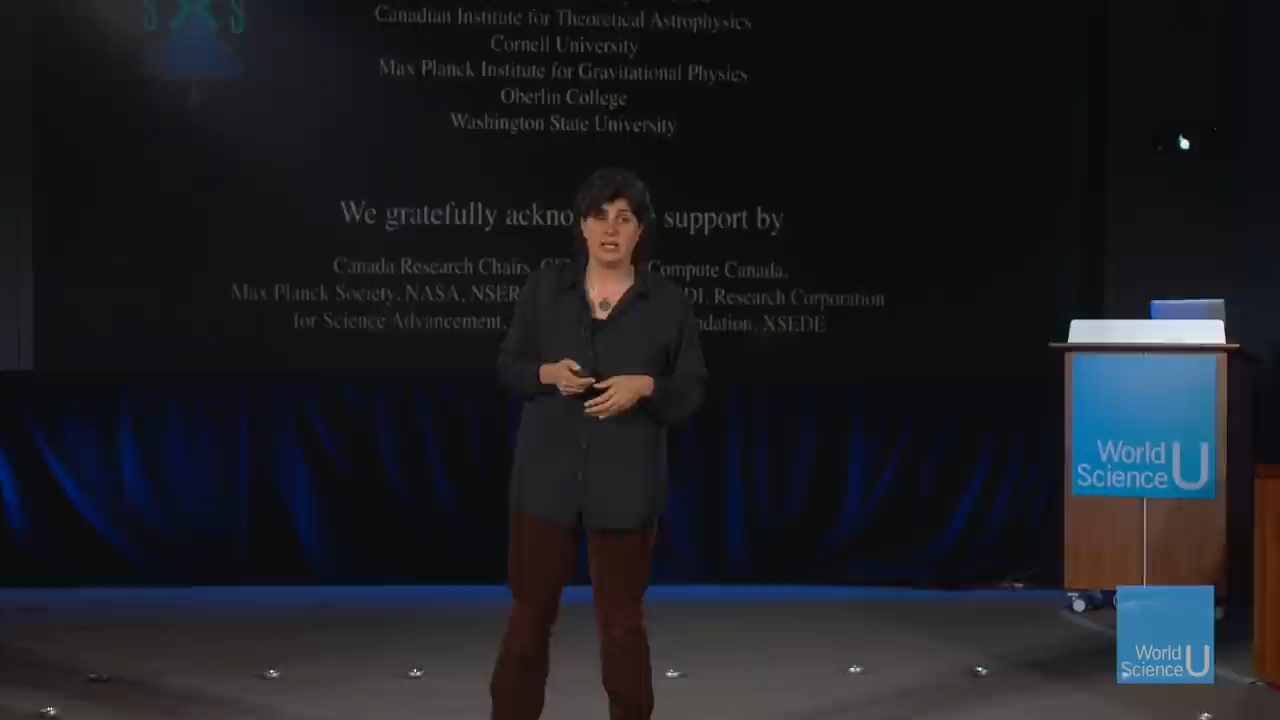 SXS
Canadian Institute for Theoretical Astrophysics
Cornell University
Max Planck Institute for Gravitational Physics
Oberlin College
Washington State University
We gratefully ackno support by
Canada Research Chairs, Compute Canada,
Max Planck Society, NASA, NSER Research Corporation
for Science Advancement, ndation, XSEDE
World
Science U
World
Science U